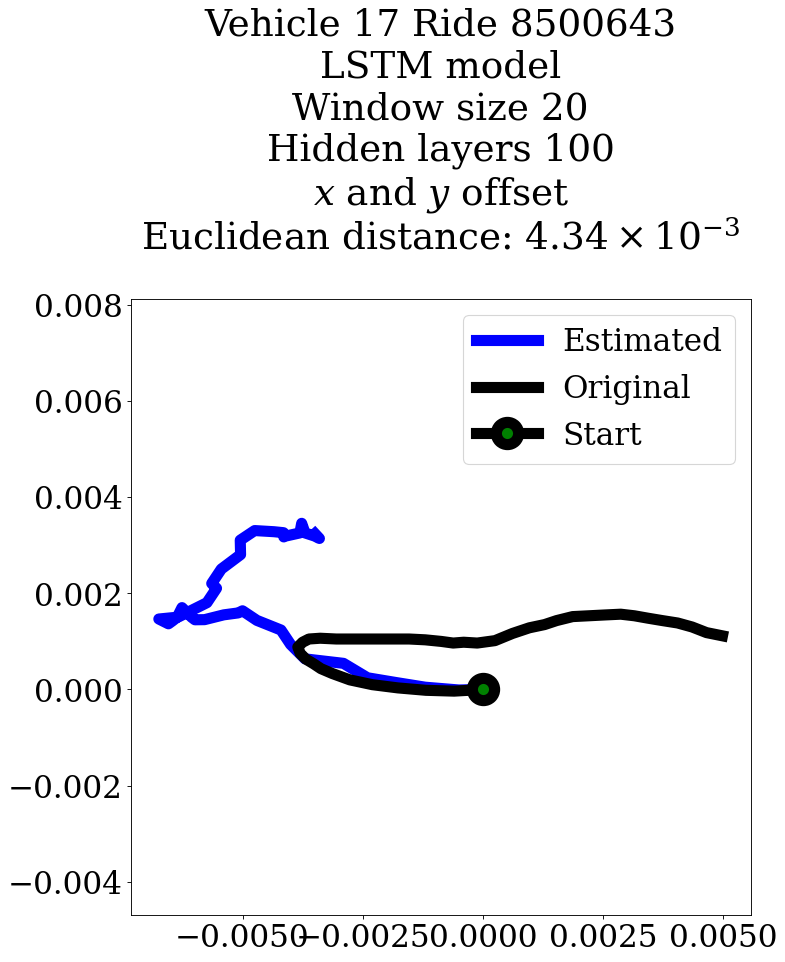 Vehicle 17 Ride 8500643
LSTM model
Window size 20
Hidden layers 100
x and y offset
Euclidean distance: 4.34 × 10⁻³
Estimated
Original
Start
0.008
0.006
0.004
0.002
0.000
−0.002
−0.004
−0.0050 −0.0025 0.0000 0.0025 0.0050